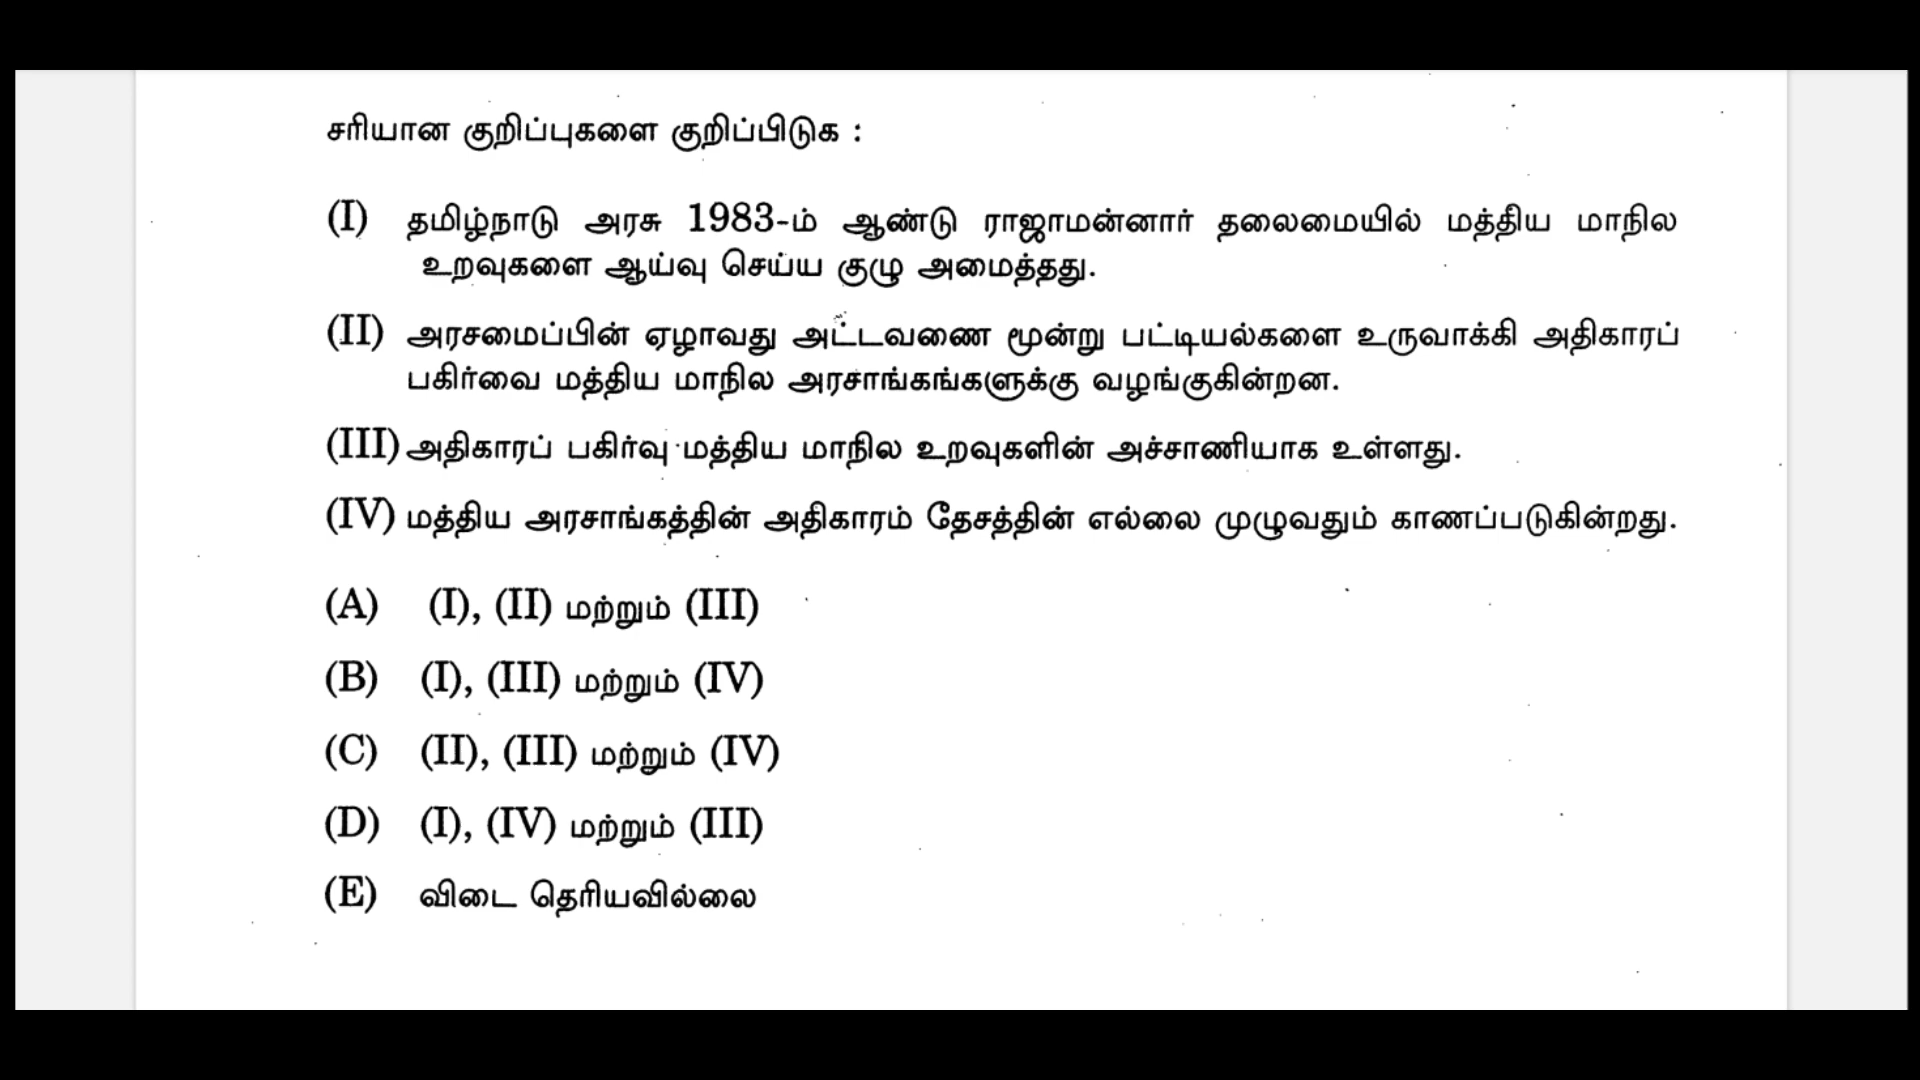 சரியான குறிப்புகளை குறிப்பிடுக :
(I) தமிழ்நாடு அரசு 1983-ம் ஆண்டு ராஜாமன்னார் தலைமையில் மத்திய மாநில
உறவுகளை ஆய்வு செய்ய குழு அமைத்தது.
(II) அரசமைப்பின் ஏழாவது அட்டவணை மூன்று பட்டியல்களை உருவாக்கி அதிகாரப்
பகிர்வை மத்திய மாநில அரசாங்கங்களுக்கு வழங்குகின்றன.
(III) அதிகாரப் பகிர்வு மத்திய மாநில உறவுகளின் அச்சாணியாக உள்ளது.
(IV) மத்திய அரசாங்கத்தின் அதிகாரம் தேசத்தின் எல்லை முழுவதும் காணப்படுகின்றது.
(A) (I), (II) மற்றும் (III)
(B) (I), (III) மற்றும் (IV)
(C) (II), (III) மற்றும் (IV)
(D) (I), (IV) மற்றும் (III)
(E) விடை தெரியவில்லை